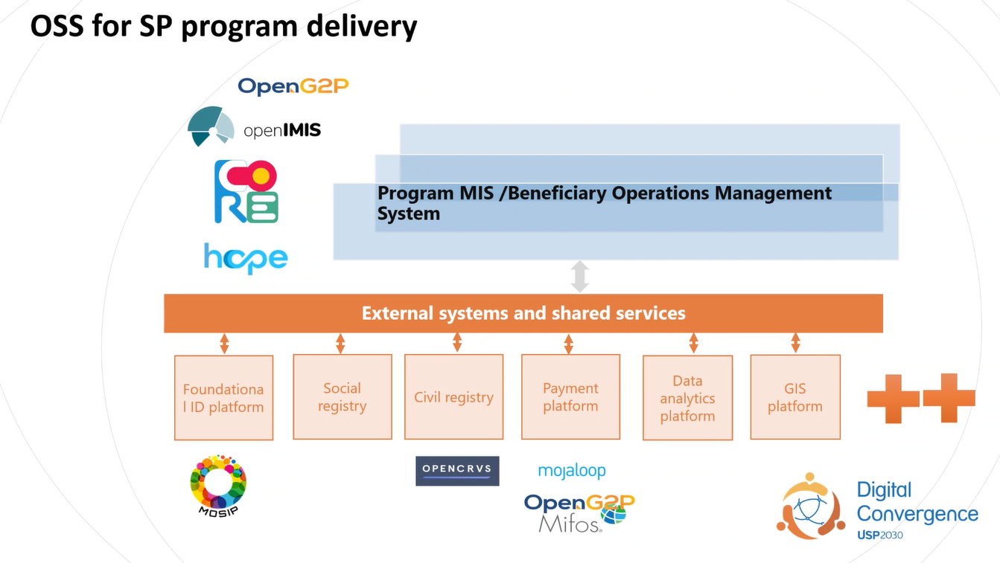 OSS for SP program delivery
OpenG2P
openIMIS
CORE
hope
Program MIS /Beneficiary Operations Management
System
External systems and shared services
Foundationa
l ID platform
Social
registry
Civil registry
Payment
platform
Data
analytics
platform
GIS
platform
MOSIP
OPENCRVS
mojaloop
OpenG2P
Mifos®
Digital
Convergence
USP2030